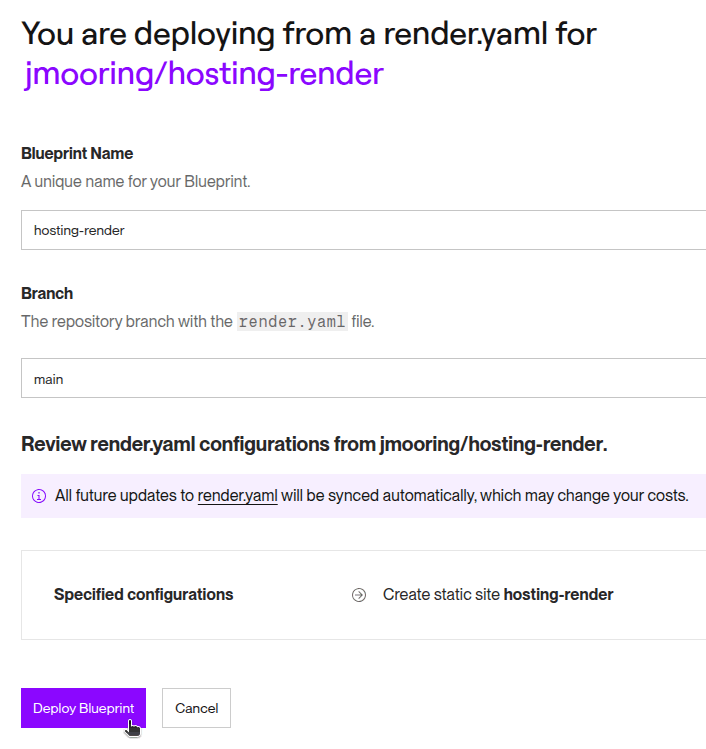 You are deploying from a render.yaml for
jmooring/hosting-render
Blueprint Name
A unique name for your Blueprint.
hosting-render
Branch
The repository branch with the render.yaml file.
main
Review render.yaml configurations from jmooring/hosting-render.
All future updates to render.yaml will be synced automatically, which may change your costs.
Specified configurations
Create static site hosting-render
Deploy Blueprint
Cancel